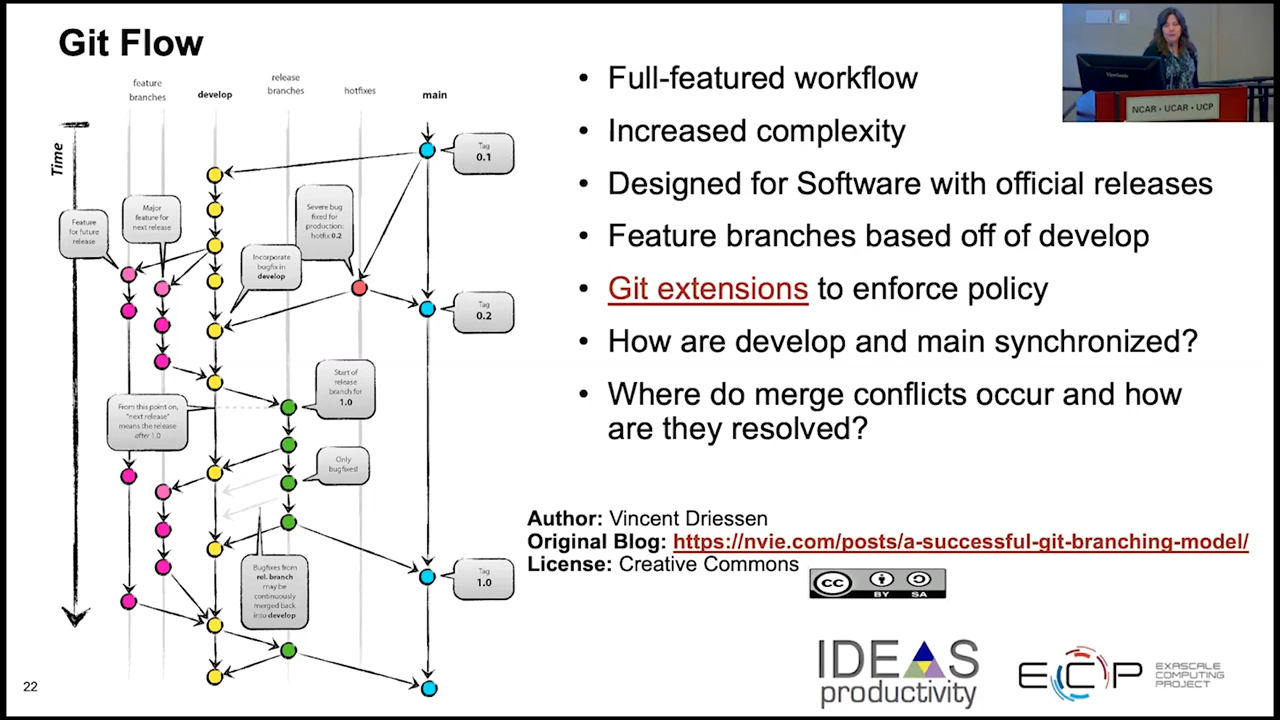 Git Flow
feature
branches
develop
release
branches
hotfixes
main
Time
Tag
0.1
Feature
for future
release
Major
feature for
next release
Severe bug
fixed for
production:
hotfix 0.2
Incorporate
bugfix in
develop
Tag
0.2
Start of
release
branch for
1.0
From this point on,
"next release"
means the release
after 1.0
Only
bugfixes!
Bugfixes from
rel. branch
may be
continuously
merged back
into develop
Tag
1.0
• Full-featured workflow
• Increased complexity
• Designed for Software with official releases
• Feature branches based off of develop
• Git extensions to enforce policy
• How are develop and main synchronized?
• Where do merge conflicts occur and how
are they resolved?
Author: Vincent Driessen
Original Blog: https://nvie.com/posts/a-successful-git-branching-model/
License: Creative Commons
cc
BY SA
IDEAS
productivity
ECP
EXASCALE
COMPUTING
PROJECT
22
ViewSonic
NCAR • UCAR • UCP